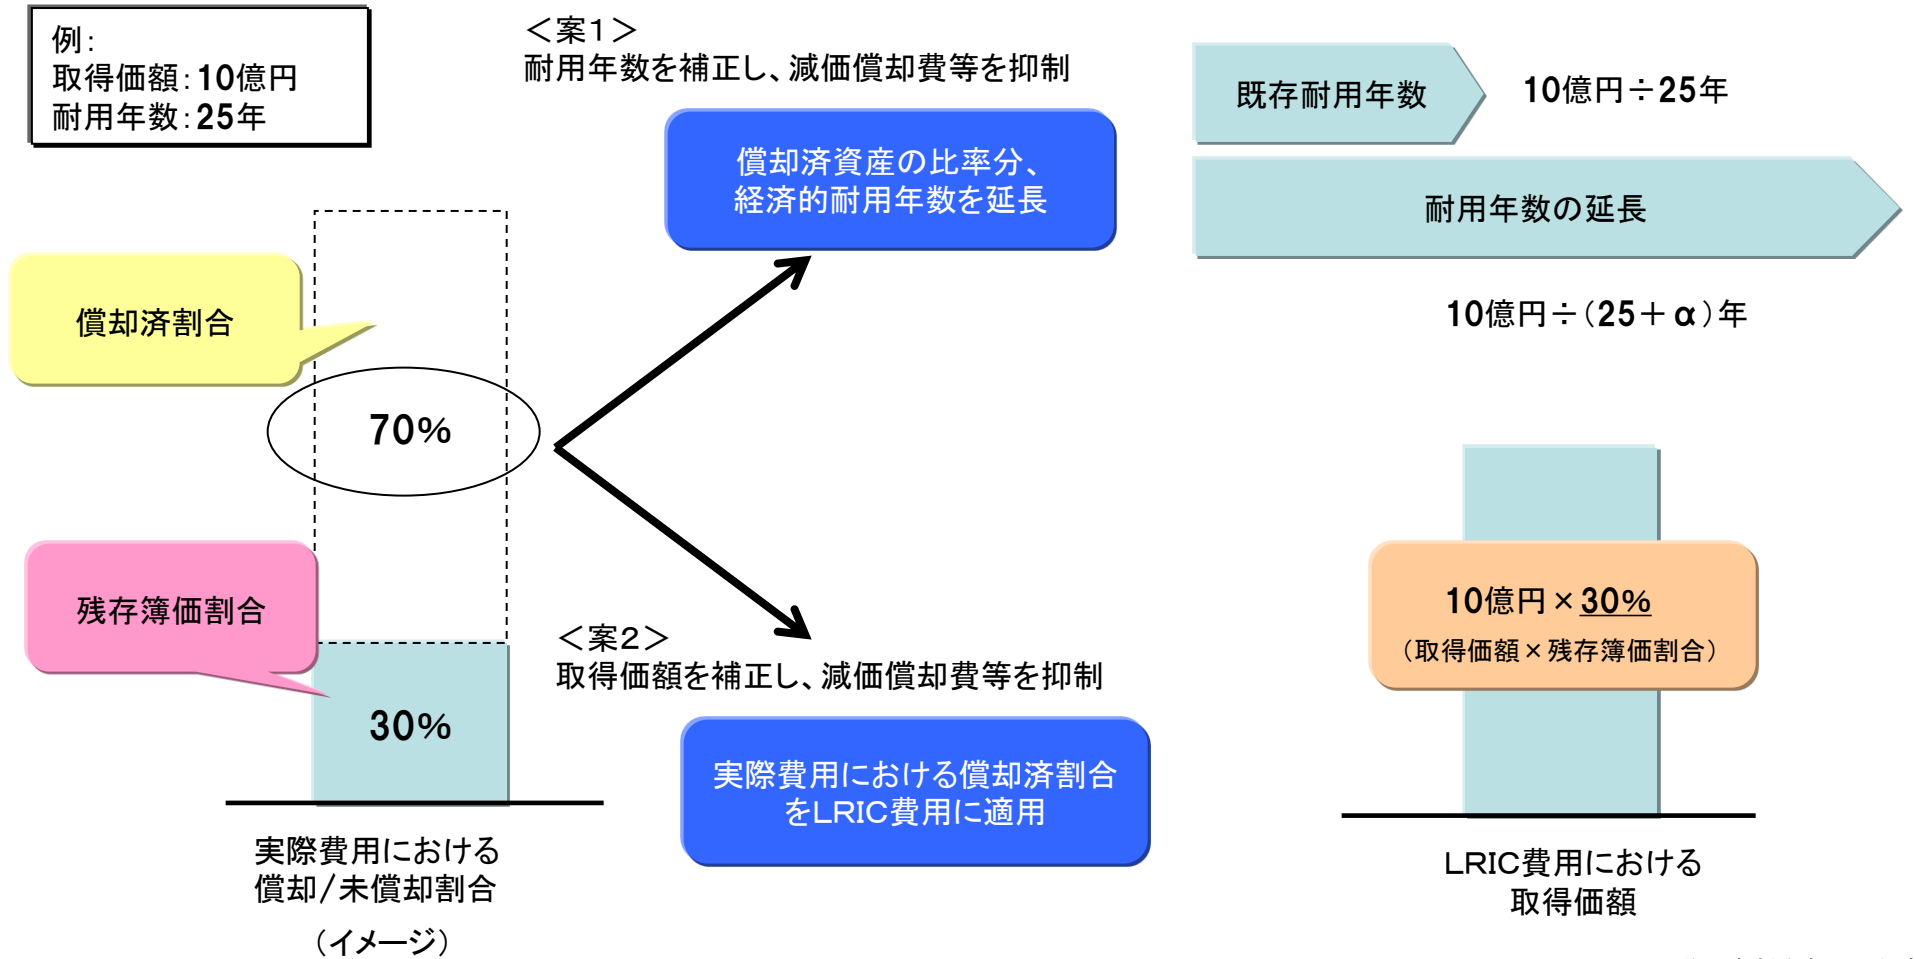 例：
取得価額：10億円
耐用年数：25年
＜案１＞
耐用年数を補正し、減価償却費等を抑制
償却済資産の比率分、
経済的耐用年数を延長
既存耐用年数
10億円÷25年
耐用年数の延長
10億円÷（25＋α）年
償却済割合
70%
残存簿価割合
30%
実際費用における
償却/未償却割合
（イメージ）
＜案２＞
取得価額を補正し、減価償却費等を抑制
実際費用における償却済割合
をLRIC費用に適用
10億円×30%
（取得価額×残存簿価割合）
LRIC費用における
取得価額